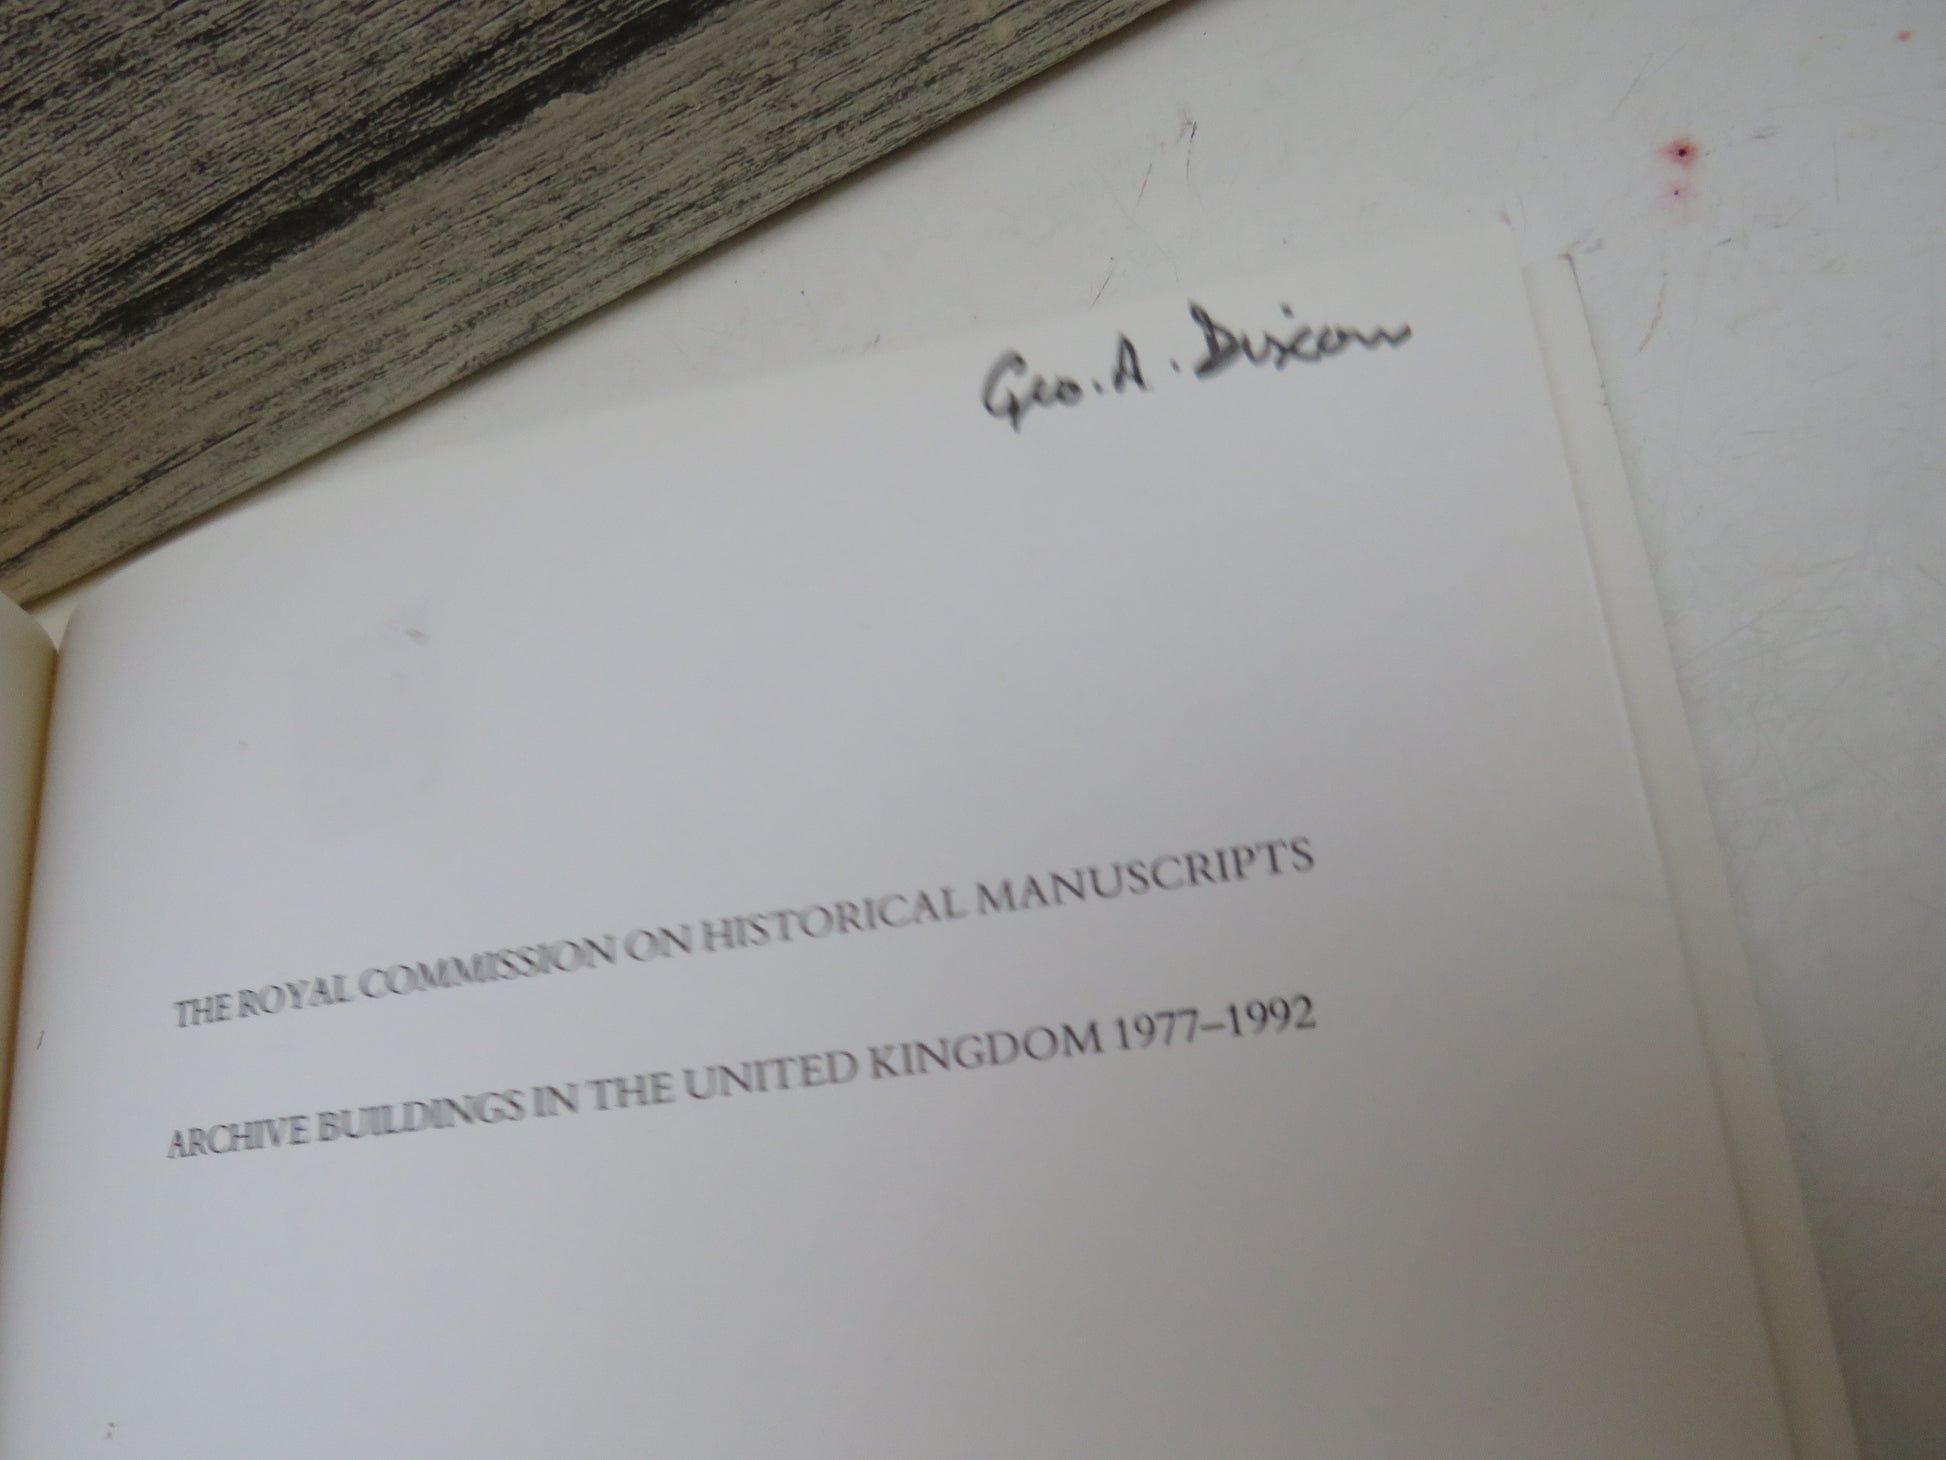 Geo. A. Dixon
THE ROYAL COMMISSION ON HISTORICAL MANUSCRIPTS
ARCHIVE BUILDINGS IN THE UNITED KINGDOM 1977–1992